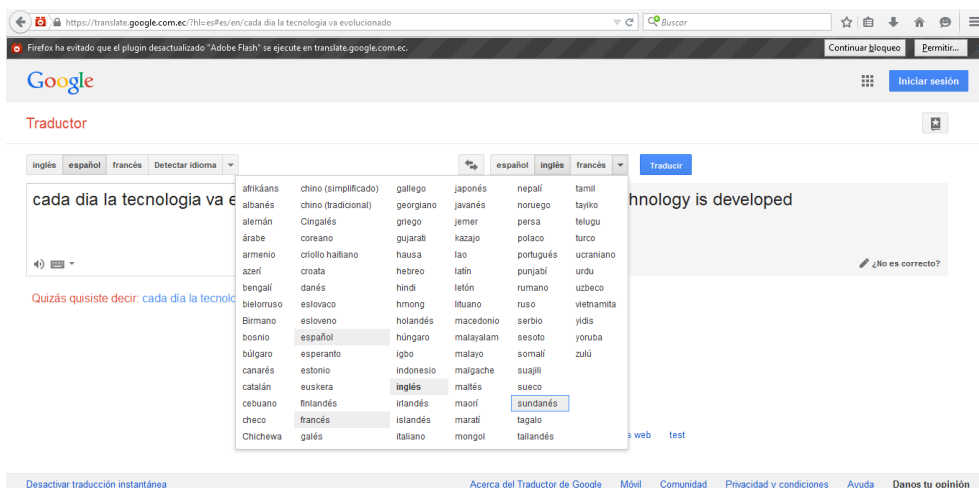 https://translate.google.com.ec/?hl=es#es/en/cada dia la tecnologia va evolucionado
Buscar
Firefox ha evitado que el plugin desactualizado "Adobe Flash" se ejecute en translate.google.com.ec.
Continuar bloqueo Permitir...
Google
Iniciar sesión
Traductor
inglés español francés Detectar idioma español inglés francés Traducir
cada dia la tecnologia va e
hnology is developed
¿No es correcto?
Quizás quisiste decir: cada día la tecnolo
afrikáans chino (simplificado) gallego japonés nepalí tamil
albanés chino (tradicional) georgiano javanés noruego tayiko
alemán Cingalés griego jemer persa telugu
árabe coreano gujarati kazajo polaco turco
armenio criollo haitiano hausa lao portugués ucraniano
azerí croata hebreo latín punjabí urdu
bengalí danés hindi letón rumano uzbeco
bielorruso eslovaco hmong lituano ruso vietnamita
Birmano esloveno holandés macedonio serbio yidis
bosnio español húngaro malayalam sesoto yoruba
búlgaro esperanto igbo malayo somalí zulú
canarés estonio indonesio malgache suajili
catalán euskera inglés maltés sueco
cebuano finlandés irlandés maorí sundanés
checo francés islandés maratí tagalo
Chichewa galés italiano mongol tailandés
s web test
Desactivar traducción instantánea Acerca del Traductor de Google Móvil Comunidad Privacidad y condiciones Ayuda Danos tu opinión